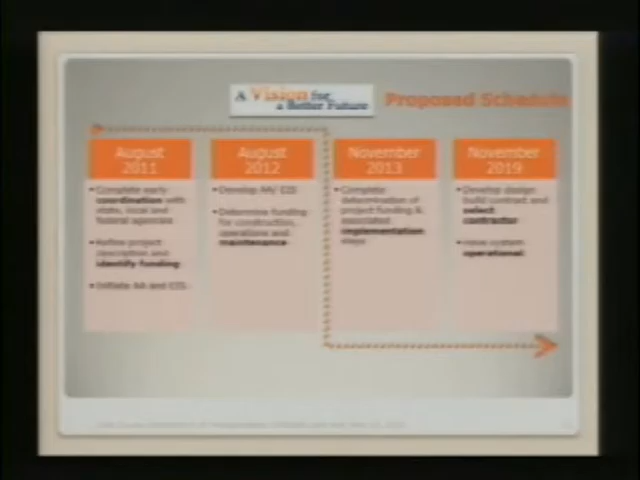 A Vision for
a Better Future
Proposed Schedule
August
2011
• Complete early
coordination with
state, local and
federal agencies
• Refine project
description and
identify funding
• Initiate AA and EIS
August
2012
• Develop AA/ EIS
• Determine funding
for construction,
operations and
maintenance
November
2013
• Complete
determination of
project funding &
associated
implementation
steps
November
2019
• Develop design
build contract and
select
contractor
• Have system
operational